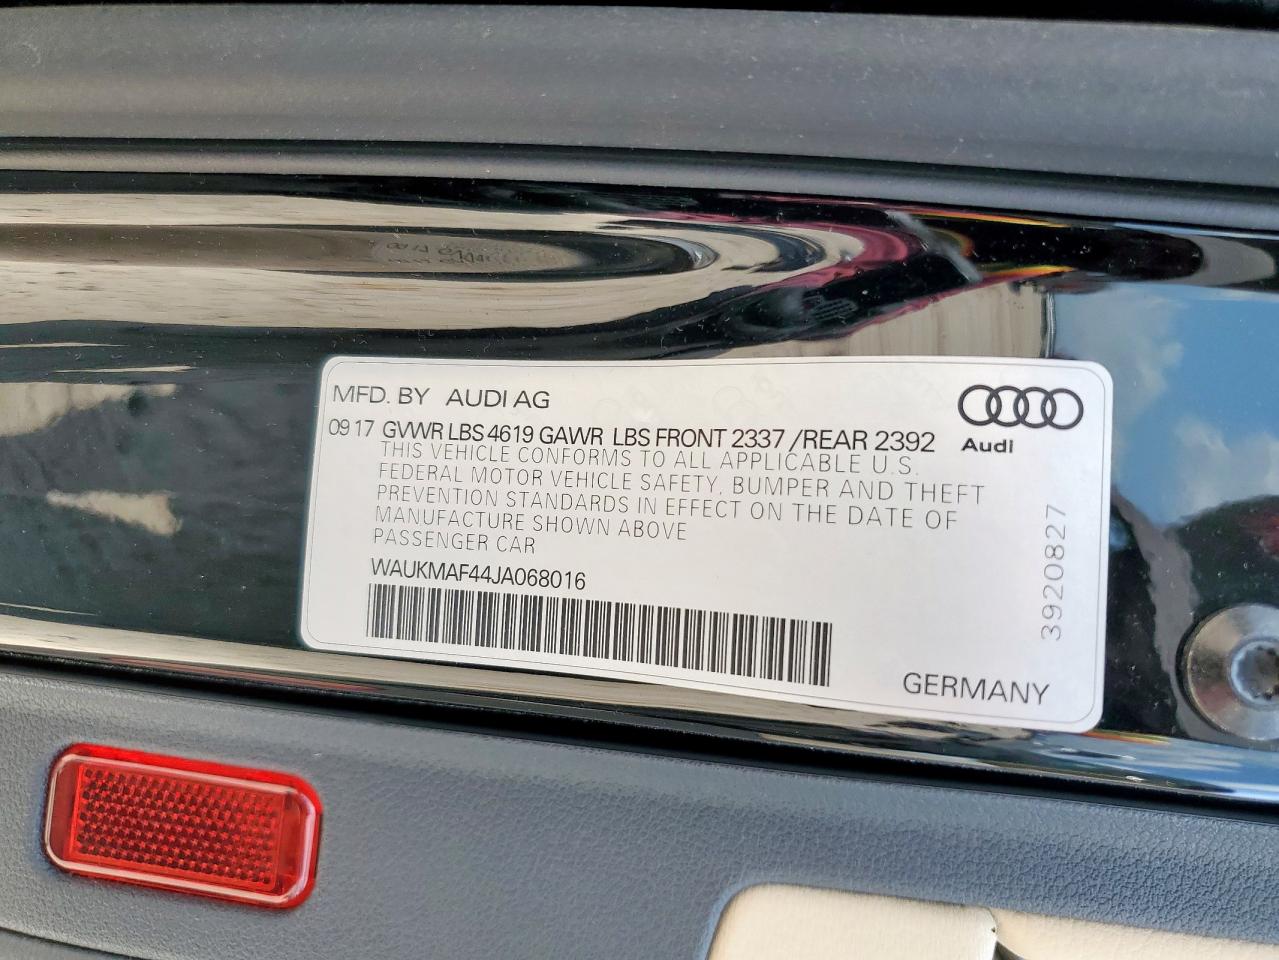 MFD. BY AUDI AG
09 17 GVWR LBS 4619 GAWR LBS FRONT 2337 /REAR 2392
Audi
THIS VEHICLE CONFORMS TO ALL APPLICABLE U.S.
FEDERAL MOTOR VEHICLE SAFETY, BUMPER AND THEFT
PREVENTION STANDARDS IN EFFECT ON THE DATE OF
MANUFACTURE SHOWN ABOVE
PASSENGER CAR
WAUKMAF44JA068016
3920827
GERMANY